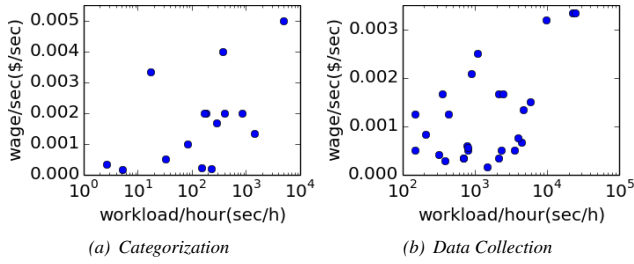 0.005
0.004
0.003
0.002
0.001
0.000
wage/sec($/sec)
10^0 10^1 10^2 10^3 10^4
workload/hour(sec/h)
(a) Categorization
0.003
0.002
0.001
0.000
wage/sec($/sec)
10^2 10^3 10^4 10^5
workload/hour(sec/h)
(b) Data Collection